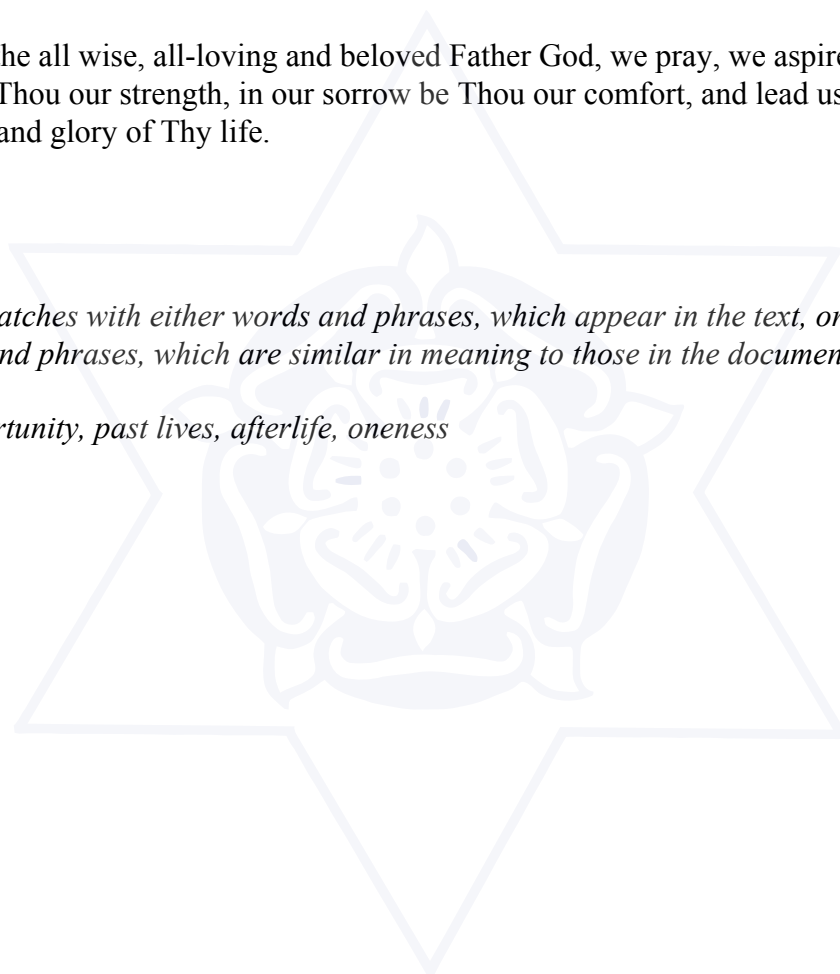 he all wise, all-loving and beloved Father God, we pray, we aspire
Thou our strength, in our sorrow be Thou our comfort, and lead us
and glory of Thy life.
atches with either words and phrases, which appear in the text, or
nd phrases, which are similar in meaning to those in the documen
rtunity, past lives, afterlife, oneness